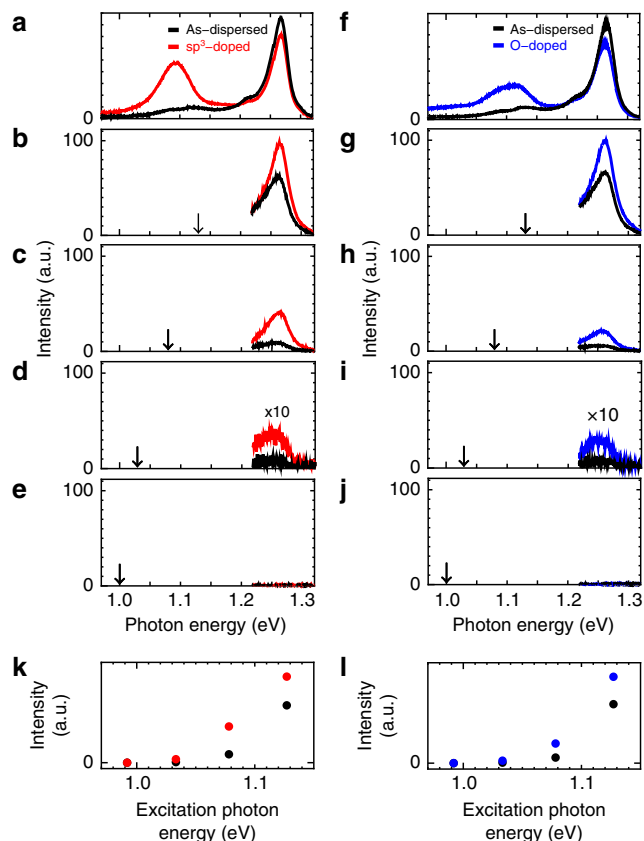 a
As-dispersed
sp³-doped
0
f
As-dispersed
O-doped
0
b
100
0
g
100
0
c
100
0
h
100
0
Intensity (a.u.)
Intensity (a.u.)
d
100
x10
0
i
100
×10
0
e
100
0
j
100
0
1.0 1.1 1.2 1.3
Photon energy (eV)
1.0 1.1 1.2 1.3
Photon energy (eV)
k
Intensity
(a.u.)
0
1.0 1.1
Excitation photon
energy (eV)
l
Intensity
(a.u.)
0
1.0 1.1
Excitation photon
energy (eV)